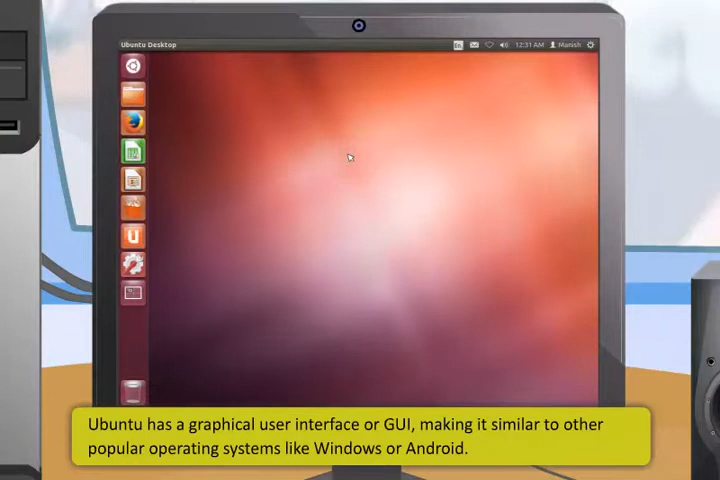 Ubuntu Desktop En 12:31 AM Manish
Ubuntu has a graphical user interface or GUI, making it similar to other
popular operating systems like Windows or Android.